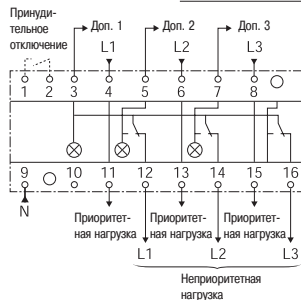 Принуди-
тельное
отключение
Доп. 1 Доп. 2 Доп. 3
L1 L2 L3
1 2 3 4 5 6 7 8
9 10 11 12 13 14 15 16
N
Приоритет- Приоритет- Приоритет-
ная нагрузка ная нагрузка ная нагрузка
L1 L2 L3
Неприоритетная
нагрузка